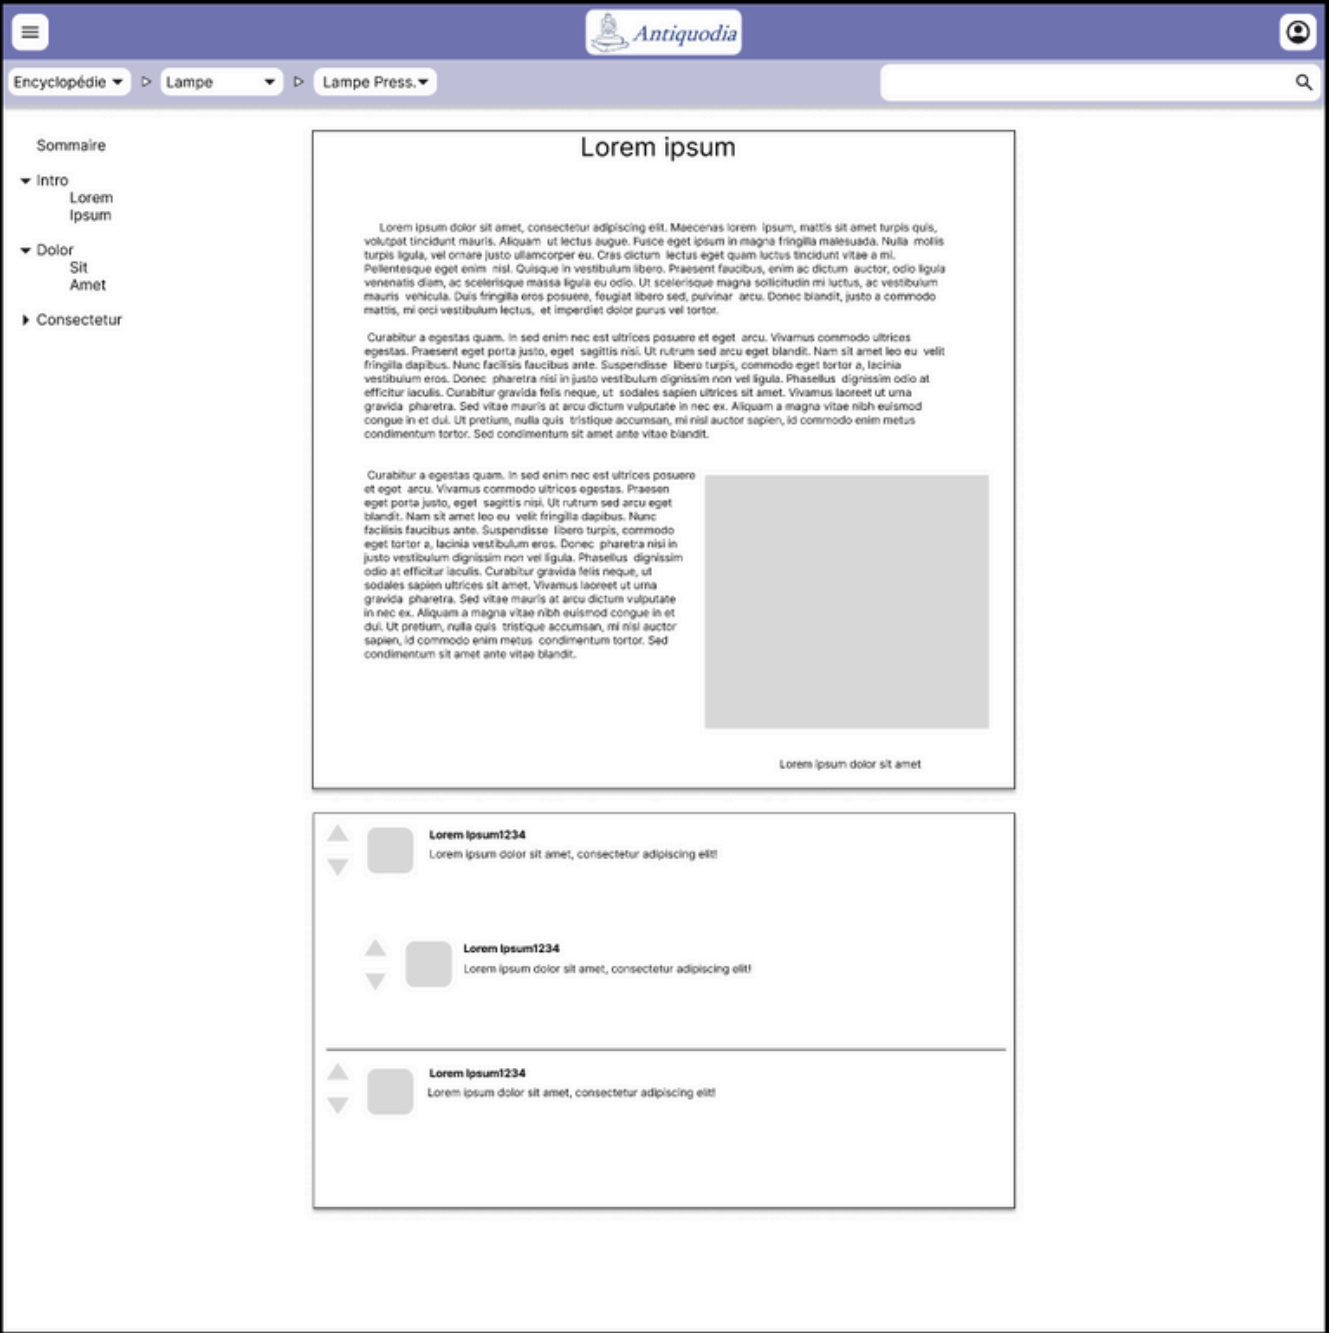 Antiquodia
Encyclopédie
Lampe
Lampe Press.
Sommaire
Intro
Lorem
Ipsum
Dolor
Sit
Amet
Consectetur
Lorem ipsum
Lorem ipsum dolor sit amet, consectetur adipiscing elit. Maecenas lorem ipsum, mattis sit amet turpis quis,
volutpat tincidunt mauris. Aliquam ut lectus augue. Fusce eget ipsum in magna fringilla malesuada. Nulla mollis
turpis ligula, vel ornare justo ullamcorper eu. Cras dictum lectus eget quam luctus tincidunt vitae a mi.
Pellentesque eget enim nisl. Quisque in vestibulum libero. Praesent faucibus, enim ac dictum auctor, odio ligula
venenatis diam, ac scelerisque massa ligula eu odio. Ut scelerisque magna sollicitudin mi luctus, ac vestibulum
mauris vehicula. Duis fringilla eros posuere, feugiat libero sed, pulvinar arcu. Donec blandit, justo a commodo
mattis, mi orci vestibulum lectus, et imperdiet dolor purus vel tortor.
Curabitur a egestas quam. In sed enim nec est ultrices posuere et eget arcu. Vivamus commodo ultrices
egestas. Praesent eget porta justo, eget sagittis nisi. Ut rutrum sed arcu eget blandit. Nam sit amet leo eu velit
fringilla dapibus. Nunc facilisis faucibus ante. Suspendisse libero turpis, commodo eget tortor a, lacinia
vestibulum eros. Donec pharetra nisi in justo vestibulum dignissim non vel ligula. Phasellus dignissim odio at
efficitur iaculis. Curabitur gravida felis neque, ut sodales sapien ultrices sit amet. Vivamus laoreet ut urna
gravida pharetra. Sed vitae mauris at arcu dictum vulputate in nec ex. Aliquam a magna vitae nibh euismod
congue in et dui. Ut pretium, nulla quis tristique accumsan, mi nisl auctor sapien, id commodo enim metus
condimentum tortor. Sed condimentum sit amet ante vitae blandit.
Curabitur a egestas quam. In sed enim nec est ultrices posuere
et eget arcu. Vivamus commodo ultrices egestas. Praesen
eget porta justo, eget sagittis nisi. Ut rutrum sed arcu eget
blandit. Nam sit amet leo eu velit fringilla dapibus. Nunc
facilisis faucibus ante. Suspendisse libero turpis, commodo
eget tortor a, lacinia vestibulum eros. Donec pharetra nisi in
justo vestibulum dignissim non vel ligula. Phasellus dignissim
odio at efficitur iaculis. Curabitur gravida felis neque, ut
sodales sapien ultrices sit amet. Vivamus laoreet ut urna
gravida pharetra. Sed vitae mauris at arcu dictum vulputate
in nec ex. Aliquam a magna vitae nibh euismod congue in et
dui. Ut pretium, nulla quis tristique accumsan, mi nisl auctor
sapien, id commodo enim metus condimentum tortor. Sed
condimentum sit amet ante vitae blandit.
Lorem ipsum dolor sit amet
Lorem Ipsum1234
Lorem ipsum dolor sit amet, consectetur adipiscing elit!
Lorem Ipsum1234
Lorem ipsum dolor sit amet, consectetur adipiscing elit!
Lorem Ipsum1234
Lorem ipsum dolor sit amet, consectetur adipiscing elit!